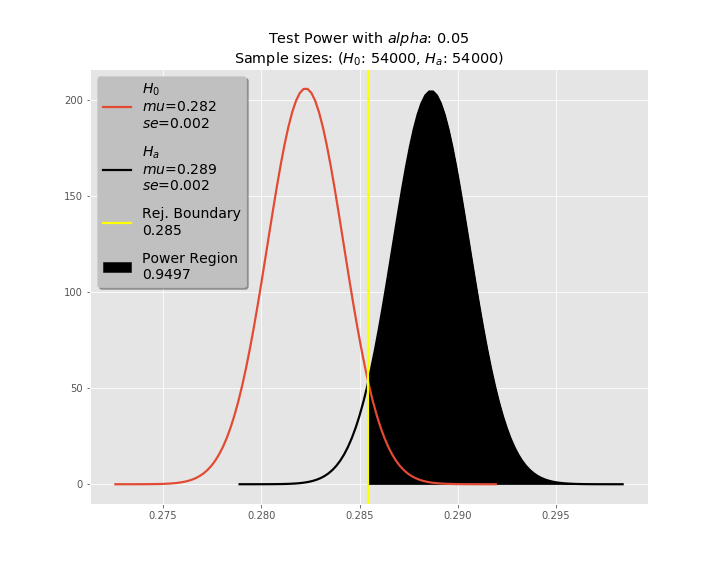 Test Power with alpha: 0.05
Sample sizes: (H0: 54000, Ha: 54000)
H0
mu=0.282
se=0.002
Ha
mu=0.289
se=0.002
Rej. Boundary
0.285
Power Region
0.9497
200
150
100
50
0
0.275 0.280 0.285 0.290 0.295